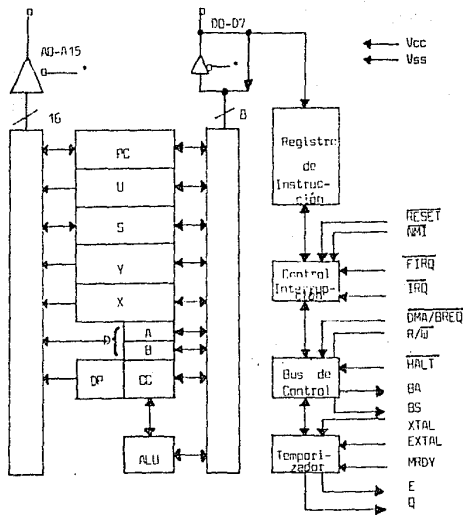 A0-A15
D0-D7
Vcc
Vss
16
8
PC
U
S
Y
X
D
A
B
DP
CC
ALU
Registro
de
Instruc-
ción
Control
Interrup-
ción
Bus de
Control
Tempori-
zador
RESET
NMI
FIRQ
IRQ
DMA/BREQ
R/W
HALT
BA
BS
XTAL
EXTAL
MRDY
E
Q